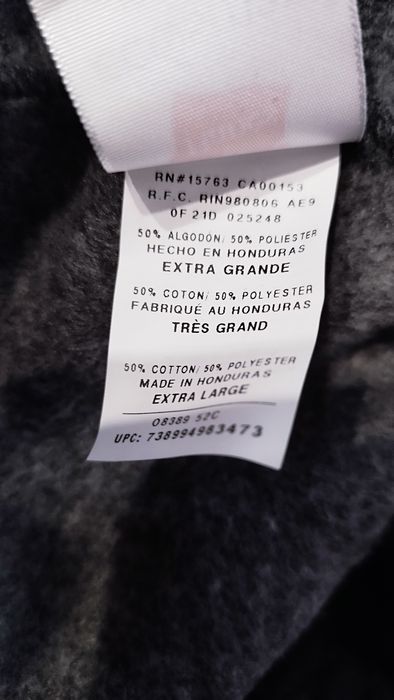 RN#15763 CA00153
R.F.C. RIN980806 AE9
0F 21D 025248
50% ALGODÓN/ 50% POLIESTER
HECHO EN HONDURAS
EXTRA GRANDE
50% COTON/ 50% POLYESTER
FABRIQUÉ AU HONDURAS
TRÈS GRAND
50% COTTON/ 50% POLYESTER
MADE IN HONDURAS
EXTRA LARGE
08389 52C
UPC: 738994983473